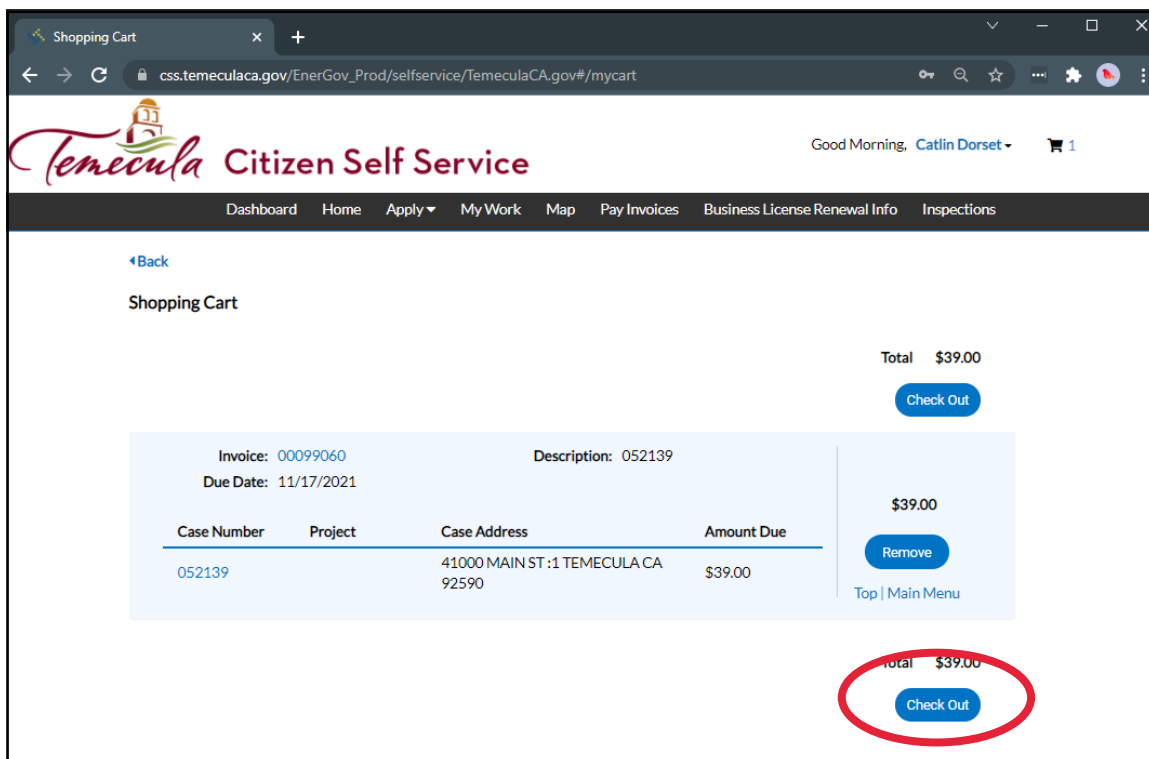 Shopping Cart
css.temeculaca.gov/EnerGov_Prod/selfservice/TemeculaCA.gov#/mycart
Temecula Citizen Self Service
Good Morning, Catlin Dorset
1
Dashboard Home Apply My Work Map Pay Invoices Business License Renewal Info Inspections
Back
Shopping Cart
Total $39.00
Check Out
Invoice: 00099060 Description: 052139
Due Date: 11/17/2021
$39.00
Case Number Project Case Address Amount Due
Remove
052139 41000 MAIN ST :1 TEMECULA CA $39.00
92590
Top | Main Menu
Total $39.00
Check Out